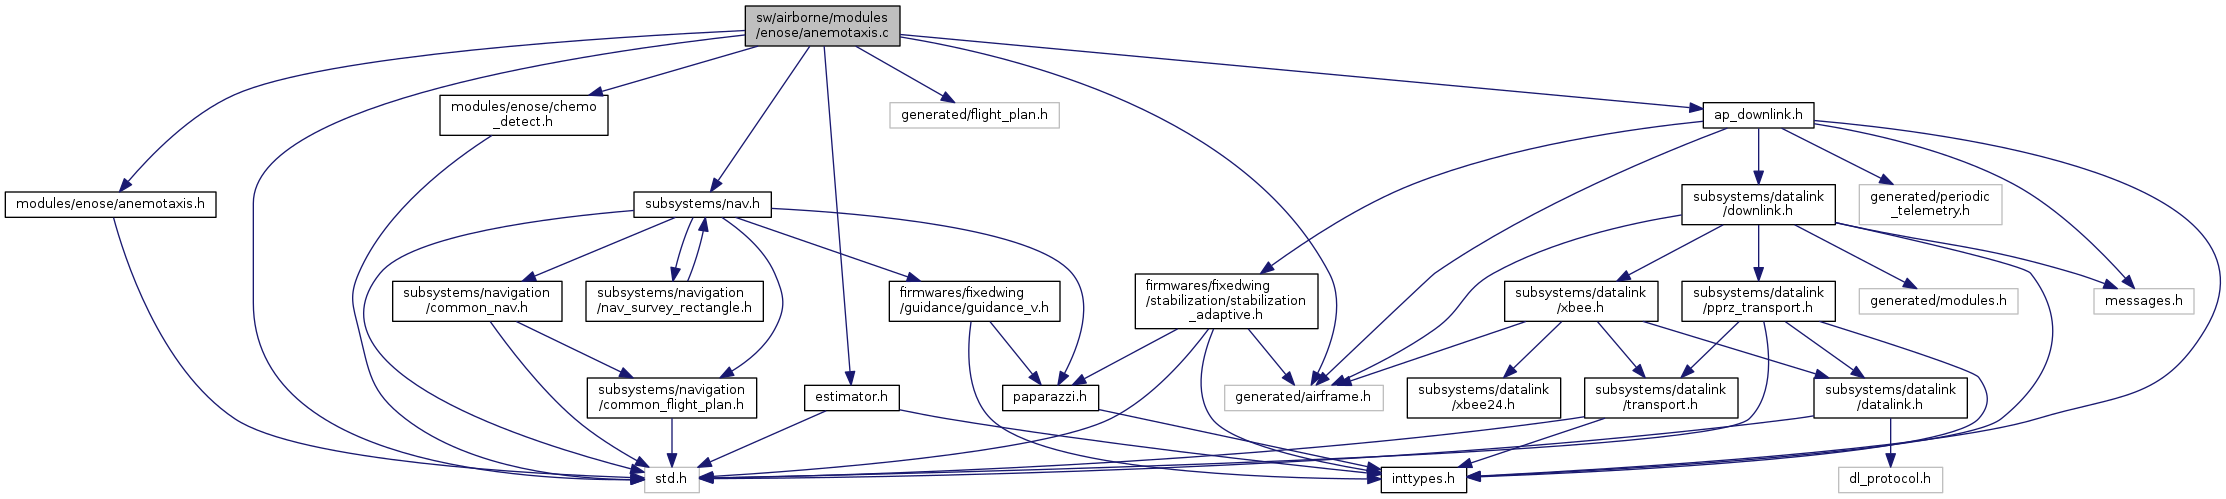 sw/airborne/modules
/enose/anemotaxis.c
modules/enose/chemo
_detect.h
generated/flight_plan.h
ap_downlink.h
modules/enose/anemotaxis.h
subsystems/nav.h
subsystems/datalink
/downlink.h
generated/periodic
_telemetry.h
subsystems/navigation
/common_nav.h
subsystems/navigation
/nav_survey_rectangle.h
firmwares/fixedwing
/guidance/guidance_v.h
firmwares/fixedwing
/stabilization/stabilization
_adaptive.h
subsystems/datalink
/xbee.h
subsystems/datalink
/pprz_transport.h
generated/modules.h
messages.h
subsystems/navigation
/common_flight_plan.h
estimator.h
paparazzi.h
generated/airframe.h
subsystems/datalink
/xbee24.h
subsystems/datalink
/transport.h
subsystems/datalink
/datalink.h
std.h
inttypes.h
dl_protocol.h